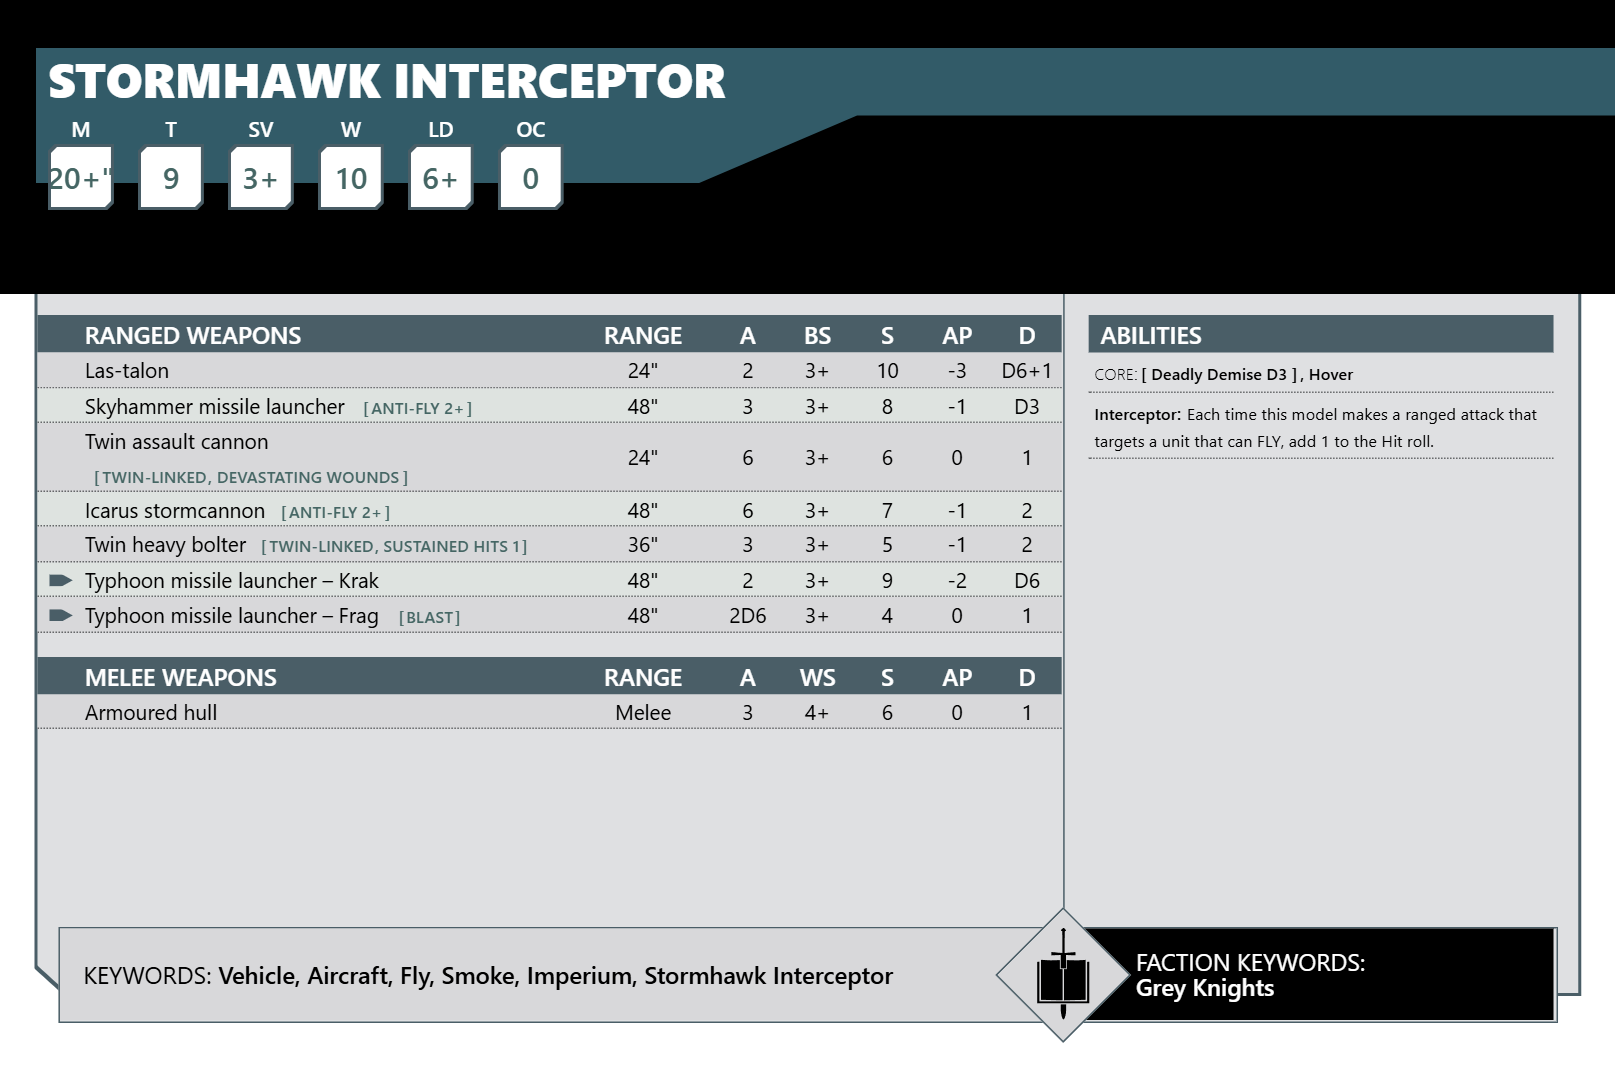 STORMHAWK INTERCEPTOR
M T SV W LD OC
20+" 9 3+ 10 6+ 0
RANGED WEAPONS RANGE A BS S AP D
Las-talon 24" 2 3+ 10 -3 D6+1
Skyhammer missile launcher [ ANTI-FLY 2+ ] 48" 3 3+ 8 -1 D3
Twin assault cannon
[ TWIN-LINKED, DEVASTATING WOUNDS ] 24" 6 3+ 6 0 1
Icarus stormcannon [ ANTI-FLY 2+ ] 48" 6 3+ 7 -1 2
Twin heavy bolter [ TWIN-LINKED, SUSTAINED HITS 1 ] 36" 3 3+ 5 -1 2
Typhoon missile launcher – Krak 48" 2 3+ 9 -2 D6
Typhoon missile launcher – Frag [ BLAST ] 48" 2D6 3+ 4 0 1
MELEE WEAPONS RANGE A WS S AP D
Armoured hull Melee 3 4+ 6 0 1
ABILITIES
CORE: [ Deadly Demise D3 ] , Hover
Interceptor: Each time this model makes a ranged attack that
targets a unit that can FLY, add 1 to the Hit roll.
KEYWORDS: Vehicle, Aircraft, Fly, Smoke, Imperium, Stormhawk Interceptor
FACTION KEYWORDS:
Grey Knights